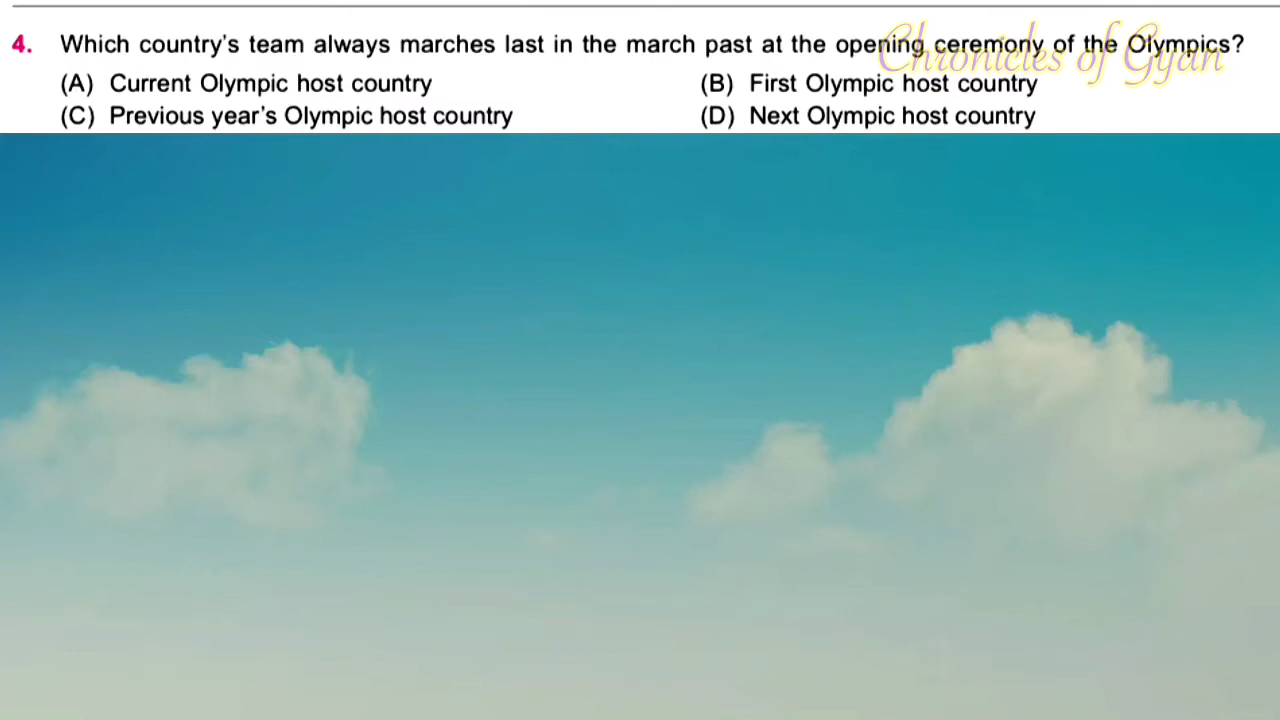 4. Which country's team always marches last in the march past at the opening ceremony of the Olympics?
Chronicles of Gyan
(A) Current Olympic host country (B) First Olympic host country
(C) Previous year's Olympic host country (D) Next Olympic host country